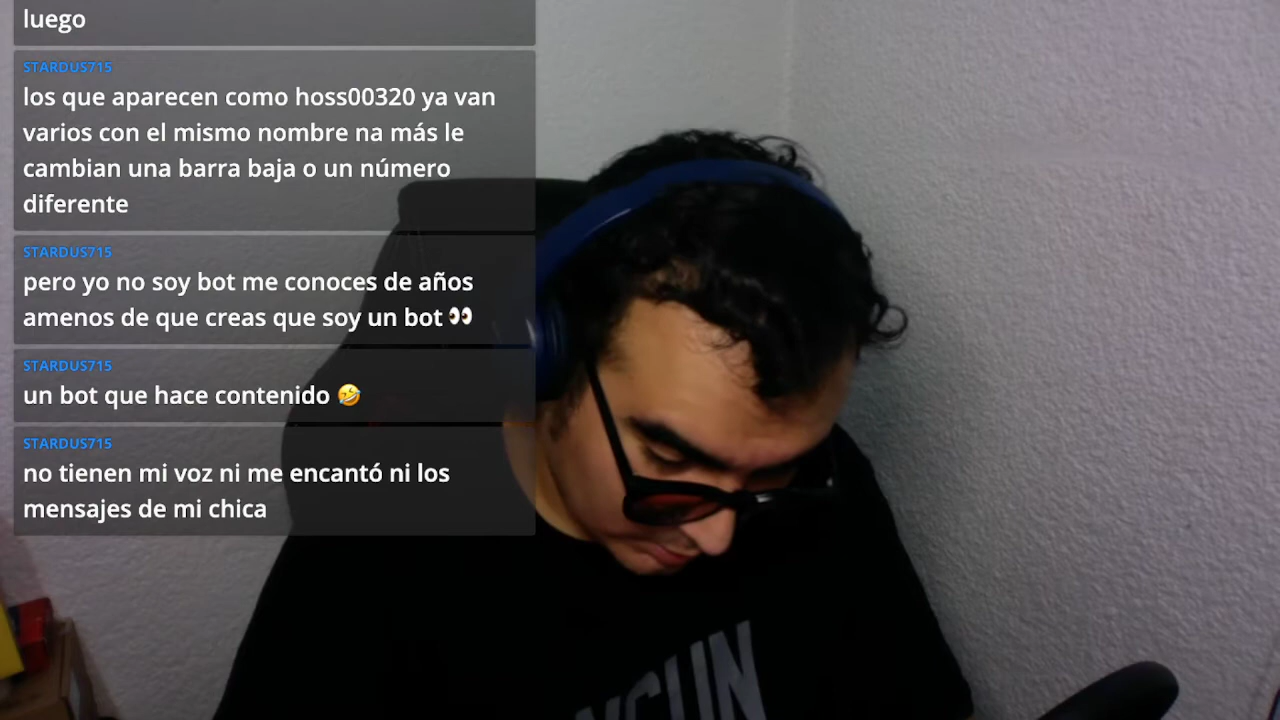 luego
STARDUS715
los que aparecen como hoss00320 ya van
varios con el mismo nombre na más le
cambian una barra baja o un número
diferente
STARDUS715
pero yo no soy bot me conoces de años
amenos de que creas que soy un bot 👀
STARDUS715
un bot que hace contenido 🤣
STARDUS715
no tienen mi voz ni me encantó ni los
mensajes de mi chica